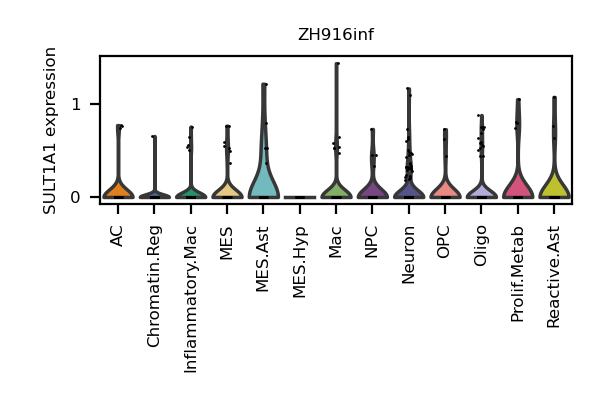 ZH916inf
SULT1A1 expression
1
0
AC
Chromatin.Reg
Inflammatory.Mac
MES
MES.Ast
MES.Hyp
Mac
NPC
Neuron
OPC
Oligo
Prolif.Metab
Reactive.Ast